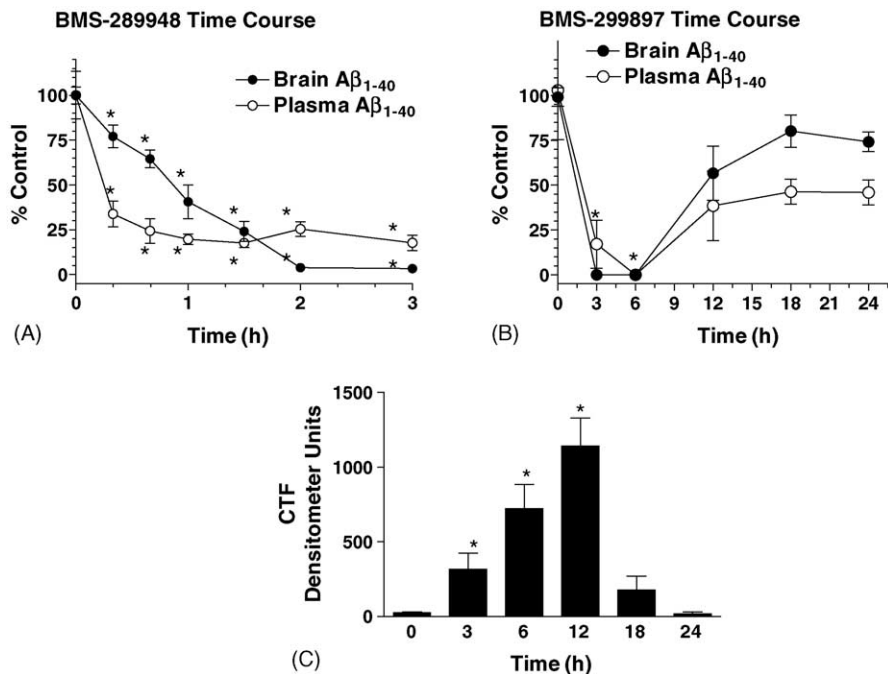 BMS-289948 Time Course
Brain Aβ1-40
Plasma Aβ1-40
% Control
100
75
50
25
0
* * * * * * * * * * * *
0 1 2 3
Time (h)
(A)
BMS-299897 Time Course
Brain Aβ1-40
Plasma Aβ1-40
% Control
100
75
50
25
0
* *
0 3 6 9 12 15 18 21 24
Time (h)
(B)
CTF
Densitometer Units
1500
1000
500
0
* * *
0 3 6 12 18 24
Time (h)
(C)